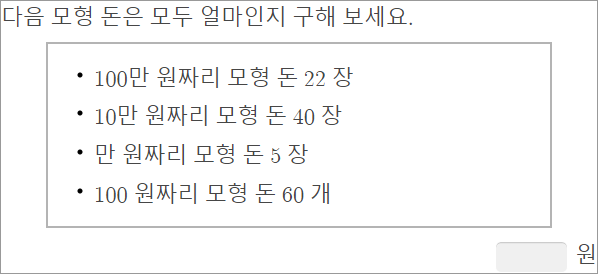 다음 모형 돈은 모두 얼마인지 구해 보세요.
• 100만 원짜리 모형 돈 22 장
• 10만 원짜리 모형 돈 40 장
• 만 원짜리 모형 돈 5 장
• 100 원짜리 모형 돈 60 개
원